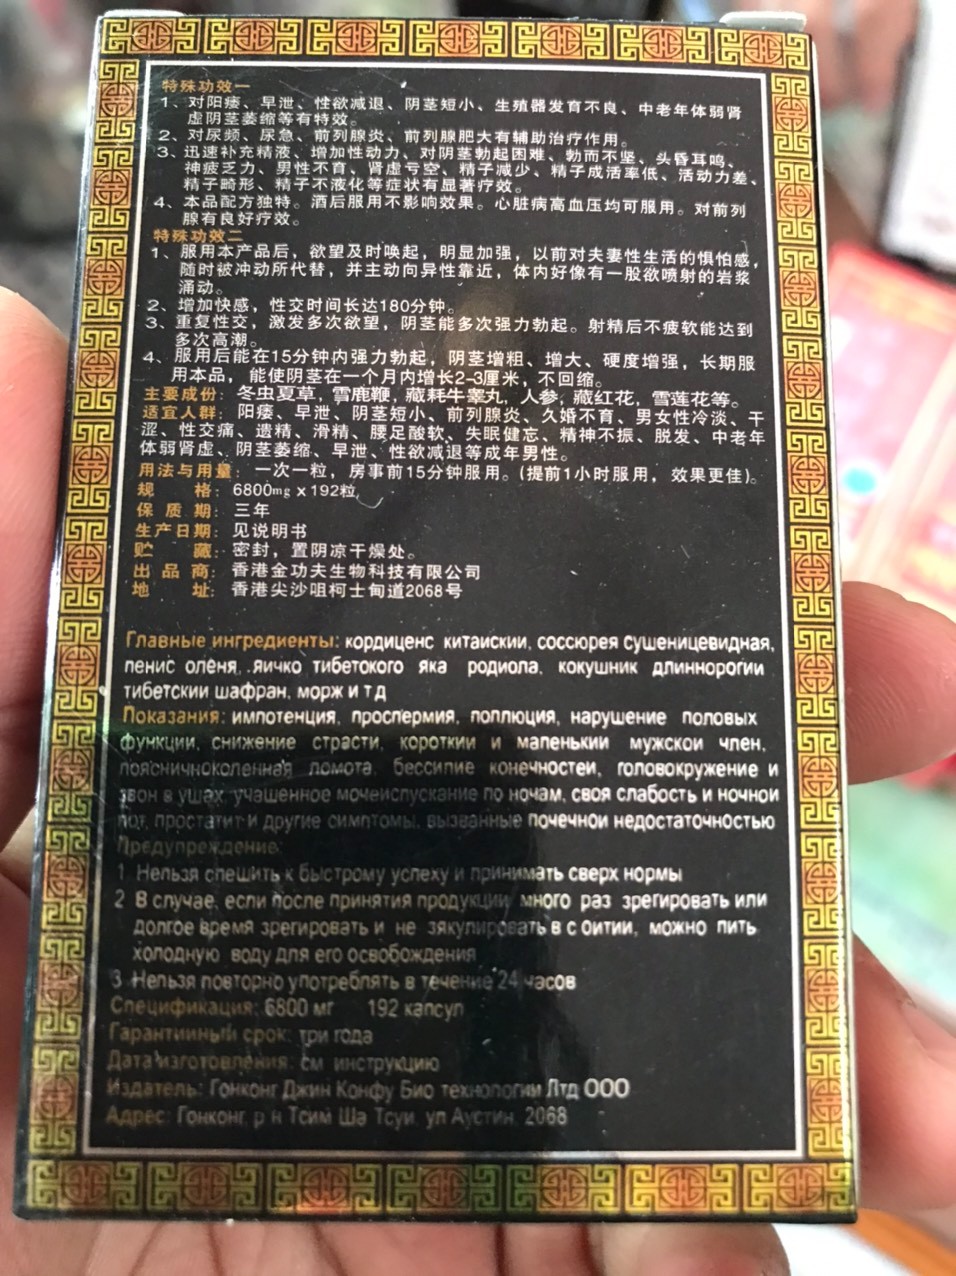 特殊功效一
1、对阳痿、早泄、性欲减退、阴茎短小、生殖器发育不良、中老年体弱肾
虚阴茎萎缩等有特效。
2、对尿频、尿急、前列腺炎、前列腺肥大有辅助治疗作用。
3、迅速补充精液、增加性动力、对阴茎勃起困难、勃而不坚、头昏耳鸣、
神疲乏力、男性不育、肾虚亏空、精子减少、精子成活率低、活动力差、
精子畸形、精子不液化等症状有显著疗效。
4、本品配方独特。酒后服用不影响效果。心脏病高血压均可服用。对前列
腺有良好疗效。
特殊功效二
1、服用本产品后，欲望及时唤起，明显加强，以前对夫妻性生活的惧怕感，
随时被冲动所代替，并主动向异性靠近，体内好像有一股欲喷射的岩浆
涌动。
2、增加快感，性交时间长达180分钟。
3、重复性交，激发多次欲望，阴茎能多次强力勃起。射精后不疲软能达到
多次高潮。
4、服用后能在15分钟内强力勃起，阴茎增粗、增大、硬度增强，长期服
用本品，能使阴茎在一个月内增长2-3厘米，不回缩。
主要成份：冬虫夏草，雪鹿鞭，藏耗牛睾丸，人参，藏红花，雪莲花等。
适宜人群：阳痿、早泄、阴茎短小、前列腺炎、久婚不育、男女性冷淡、干
涩、性交痛、遗精、滑精、腰足酸软、失眠健忘、精神不振、脱发、中老年
体弱肾虚、阴茎萎缩、早泄、性欲减退等成年男性。
用法与用量：一次一粒，房事前15分钟服用。(提前1小时服用，效果更佳)。
规 格：6800mg x 192粒
保 质 期：三年
生产日期：见说明书
贮 藏：密封，置阴凉干燥处。
出 品 商：香港金功夫生物科技有限公司
地 址：香港尖沙咀柯士甸道2068号
Главные ингредиенты: кордиценс китаиский, соссюрея сушеницевидная,
пенис оленя, яичко тибетокого яка родиола, кокушник длиннорогии
тибетскии шафран, морж и т д
Показания: импотенция, проспермия, поллюция, нарушение половых
функции, снижение страсти, короткии и маленькии мужскои член,
поясничноколенная ломота, бессилие конечностеи, головокружение и
звон в ушах, учашенное мочеиспускание по ночам, своя слабость и ночнои
пот, простатит и другие симптомы, вызванные почечнои недостаточностью
Предупреждение:
1 Нельзя спешить к быстрому успеху и принимать сверх нормы
2 В случае, если после принятия продукции много раз зрегировать или
долгое время зрегировать и не зякулировать в с оитии, можно пить
холодную воду для его освобождения
3 Нельзя повторно употреблять в течение 24 часов
Спецификация: 6800 мг 192 капсул
Гарантииный срок: три года
Дата изготовления: см инструкцию
Издатель: Гонконг Джин Конфу Био технологии Лтд ООО
Адрес: Гонконг, р н Тсим Ша Тсуи, ул Аустин, 2068